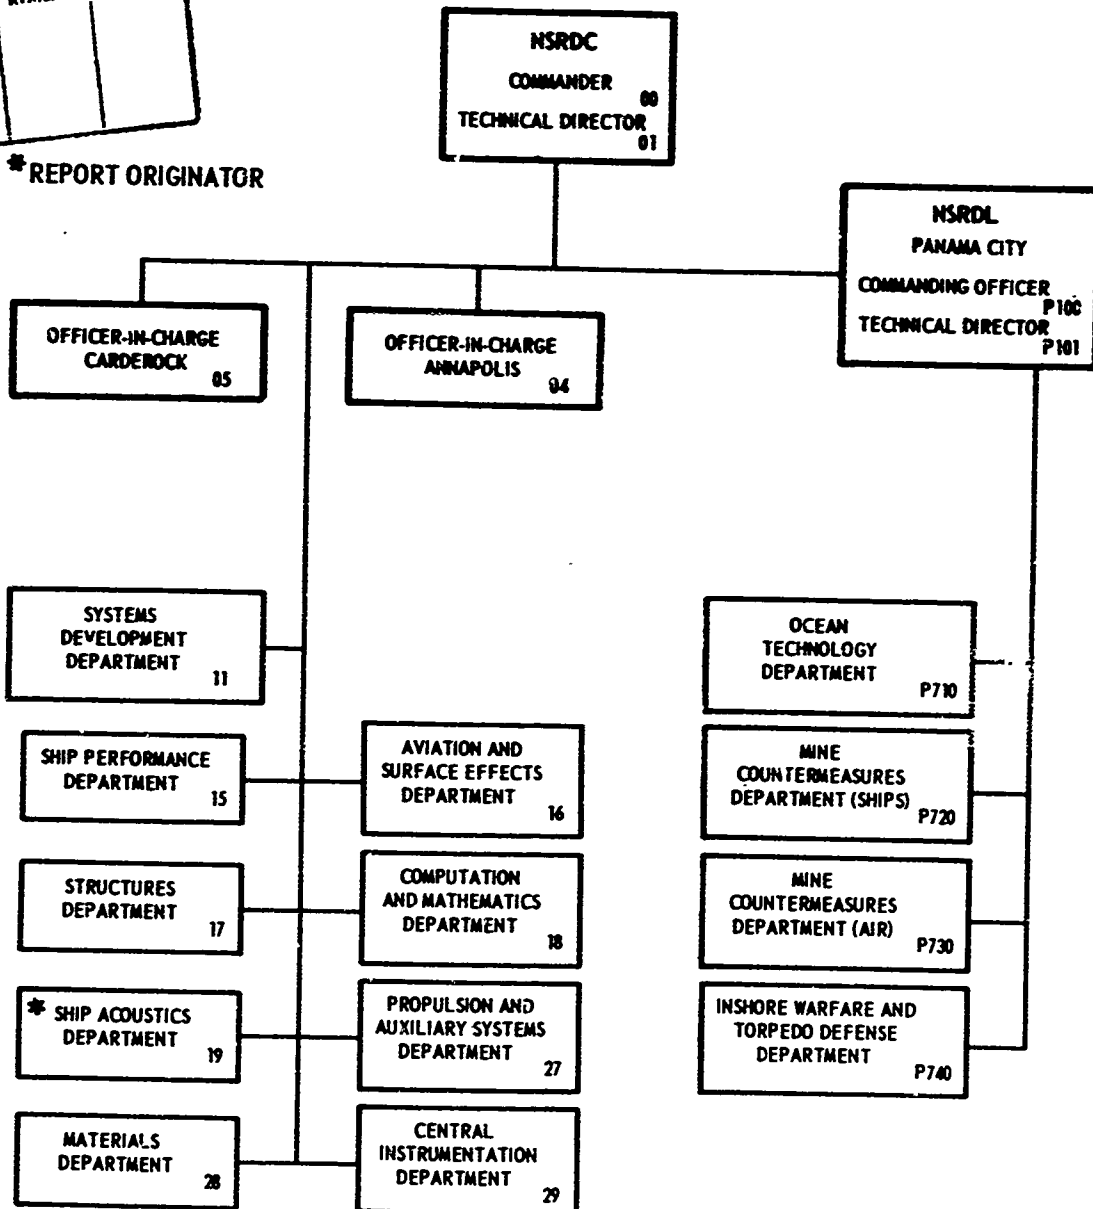 NSRDC
COMMANDER
00
TECHNICAL DIRECTOR
01
* REPORT ORIGINATOR
NSRDL
PANAMA CITY
COMMANDING OFFICER
P100
TECHNICAL DIRECTOR
P101
OFFICER-IN-CHARGE
CARDEROCK
05
OFFICER-IN-CHARGE
ANNAPOLIS
04
SYSTEMS
DEVELOPMENT
DEPARTMENT
11
OCEAN
TECHNOLOGY
DEPARTMENT
P710
SHIP PERFORMANCE
DEPARTMENT
15
AVIATION AND
SURFACE EFFECTS
DEPARTMENT
16
MINE
COUNTERMEASURES
DEPARTMENT (SHIPS)
P720
STRUCTURES
DEPARTMENT
17
COMPUTATION
AND MATHEMATICS
DEPARTMENT
18
MINE
COUNTERMEASURES
DEPARTMENT (AIR)
P730
* SHIP ACOUSTICS
DEPARTMENT
19
PROPULSION AND
AUXILIARY SYSTEMS
DEPARTMENT
27
INSHORE WARFARE AND
TORPEDO DEFENSE
DEPARTMENT
P740
MATERIALS
DEPARTMENT
28
CENTRAL
INSTRUMENTATION
DEPARTMENT
29